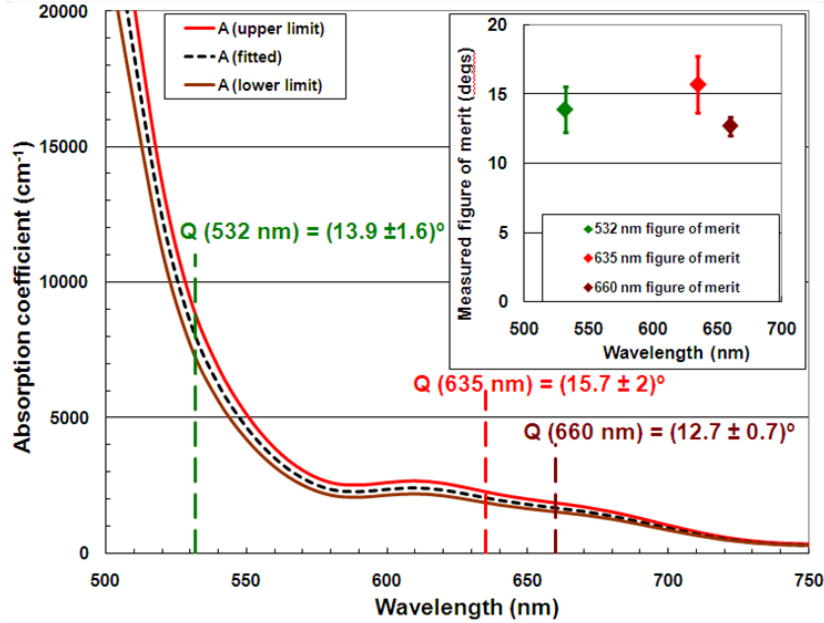 20000
15000
10000
5000
0
Absorption coefficient (cm⁻¹)
A (upper limit)
A (fitted)
A (lower limit)
Q (532 nm) = (13.9 ±1.6)º
Q (635 nm) = (15.7 ± 2)º
Q (660 nm) = (12.7 ± 0.7)º
500 550 600 650 700 750
Wavelength (nm)
20
15
10
5
0
Measured figure of merit (degs)
532 nm figure of merit
635 nm figure of merit
660 nm figure of merit
500 550 600 650 700
Wavelength (nm)